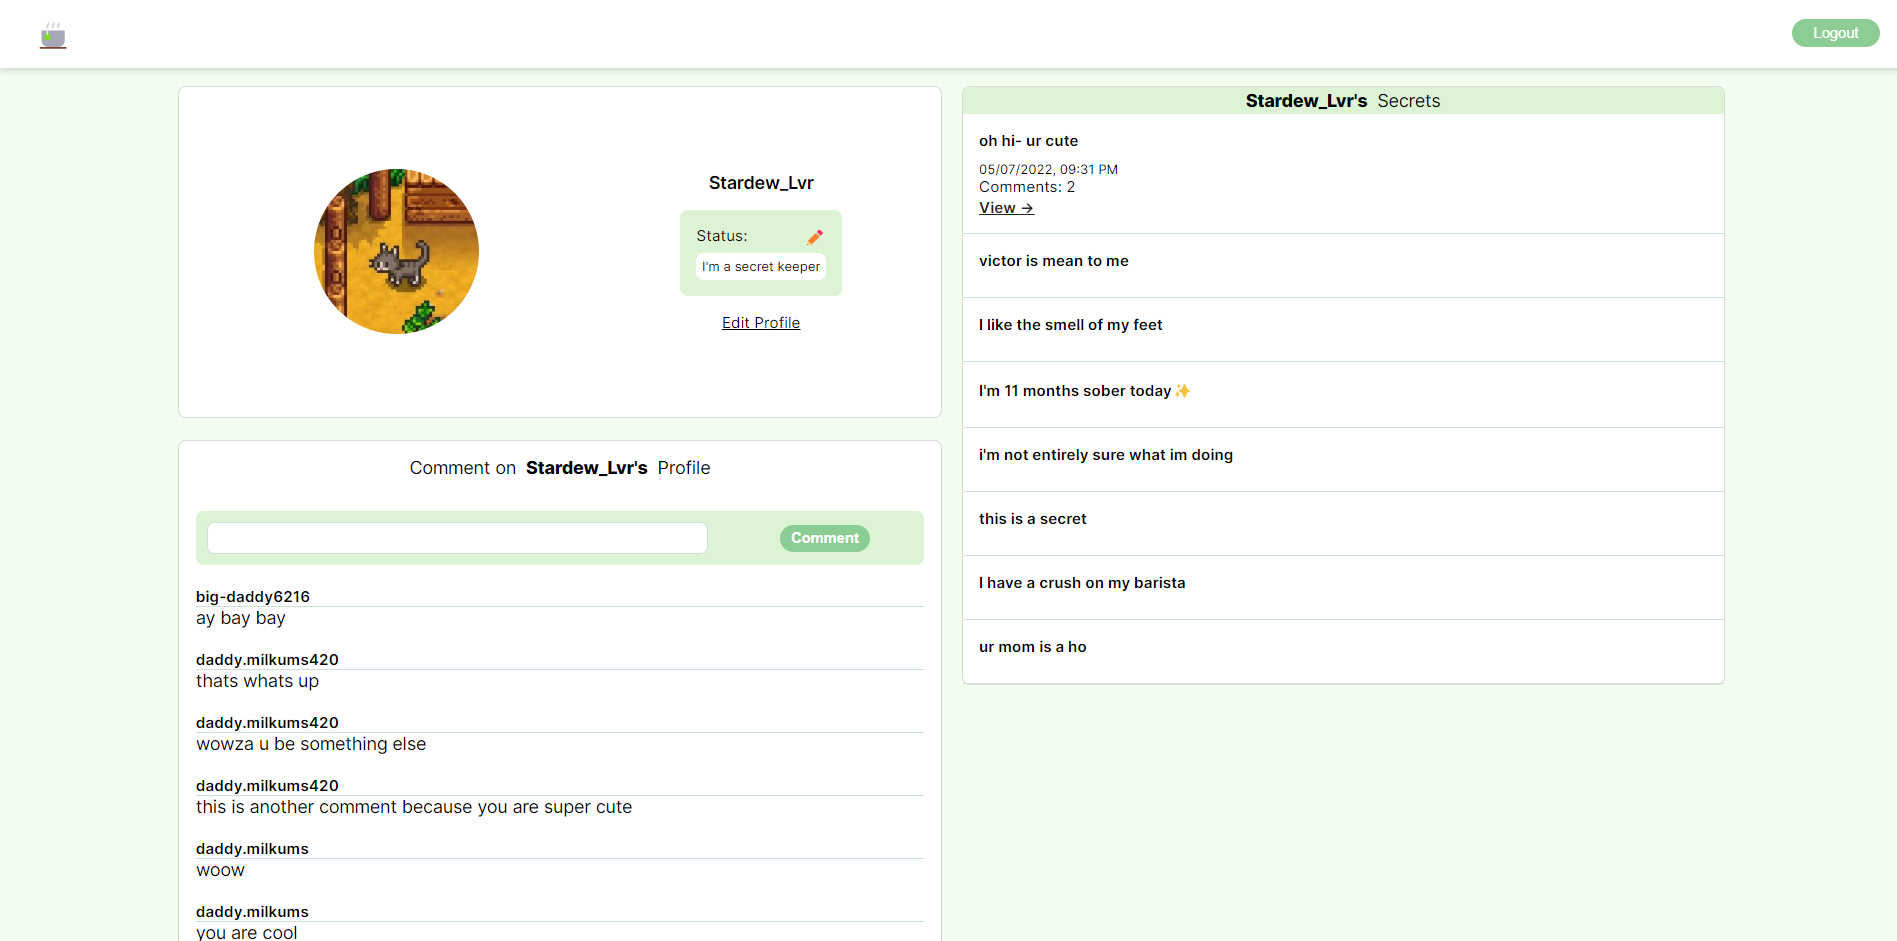 Logout
Stardew_Lvr
Status:
I'm a secret keeper
Edit Profile
Comment on Stardew_Lvr's Profile
Comment
big-daddy6216
ay bay bay
daddy.milkums420
thats whats up
daddy.milkums420
wowza u be something else
daddy.milkums420
this is another comment because you are super cute
daddy.milkums
woow
daddy.milkums
you are cool
Stardew_Lvr's Secrets
oh hi- ur cute
05/07/2022, 09:31 PM
Comments: 2
View →
victor is mean to me
I like the smell of my feet
I'm 11 months sober today✨
i'm not entirely sure what im doing
this is a secret
I have a crush on my barista
ur mom is a ho